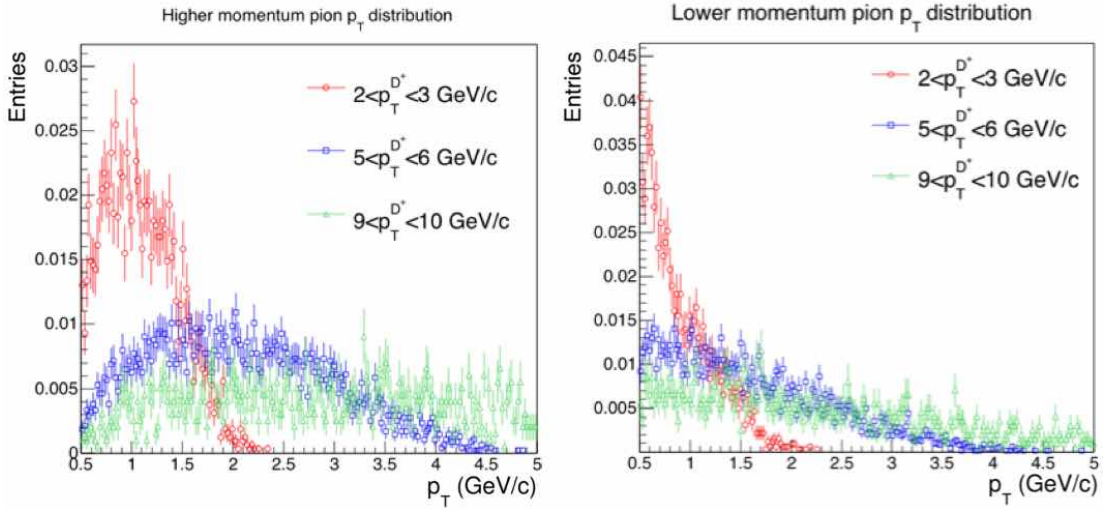 Higher momentum pion p_T distribution
Entries
0.03
0.025
0.02
0.015
0.01
0.005
0
2<p_T^{D^+}<3 GeV/c
5<p_T^{D^+}<6 GeV/c
9<p_T^{D^+}<10 GeV/c
0.5 1 1.5 2 2.5 3 3.5 4 4.5 5
p_T (GeV/c)
Lower momentum pion p_T distribution
Entries
0.045
0.04
0.035
0.03
0.025
0.02
0.015
0.01
0.005
2<p_T^{D^+}<3 GeV/c
5<p_T^{D^+}<6 GeV/c
9<p_T^{D^+}<10 GeV/c
0.5 1 1.5 2 2.5 3 3.5 4 4.5 5
p_T (GeV/c)